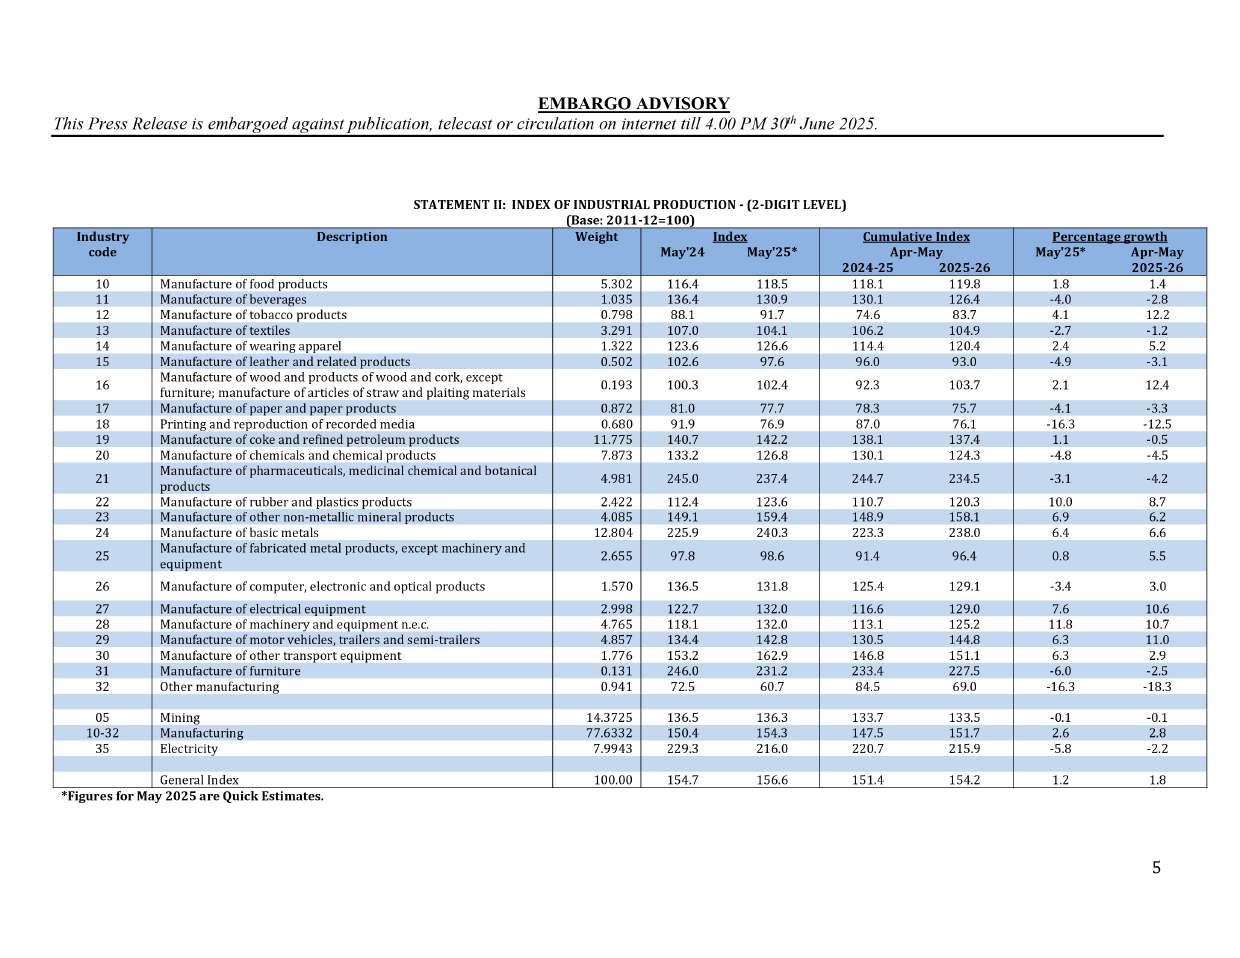 EMBARGO ADVISORY
This Press Release is embargoed against publication, telecast or circulation on internet till 4.00 PM 30th June 2025.
STATEMENT II: INDEX OF INDUSTRIAL PRODUCTION - (2-DIGIT LEVEL)
(Base: 2011-12=100)
Industry code Description Weight Index Cumulative Index Percentage growth
May'24 May'25* Apr-May May'25* Apr-May
2024-25 2025-26 2025-26
10 Manufacture of food products 5.302 116.4 118.5 118.1 119.8 1.8 1.4
11 Manufacture of beverages 1.035 136.4 130.9 130.1 126.4 -4.0 -2.8
12 Manufacture of tobacco products 0.798 88.1 91.7 74.6 83.7 4.1 12.2
13 Manufacture of textiles 3.291 107.0 104.1 106.2 104.9 -2.7 -1.2
14 Manufacture of wearing apparel 1.322 123.6 126.6 114.4 120.4 2.4 5.2
15 Manufacture of leather and related products 0.502 102.6 97.6 96.0 93.0 -4.9 -3.1
16 Manufacture of wood and products of wood and cork, except
furniture; manufacture of articles of straw and plaiting materials 0.193 100.3 102.4 92.3 103.7 2.1 12.4
17 Manufacture of paper and paper products 0.872 81.0 77.7 78.3 75.7 -4.1 -3.3
18 Printing and reproduction of recorded media 0.680 91.9 76.9 87.0 76.1 -16.3 -12.5
19 Manufacture of coke and refined petroleum products 11.775 140.7 142.2 138.1 137.4 1.1 -0.5
20 Manufacture of chemicals and chemical products 7.873 133.2 126.8 130.1 124.3 -4.8 -4.5
21 Manufacture of pharmaceuticals, medicinal chemical and botanical
products 4.981 245.0 237.4 244.7 234.5 -3.1 -4.2
22 Manufacture of rubber and plastics products 2.422 112.4 123.6 110.7 120.3 10.0 8.7
23 Manufacture of other non-metallic mineral products 4.085 149.1 159.4 148.9 158.1 6.9 6.2
24 Manufacture of basic metals 12.804 225.9 240.3 223.3 238.0 6.4 6.6
25 Manufacture of fabricated metal products, except machinery and
equipment 2.655 97.8 98.6 91.4 96.4 0.8 5.5
26 Manufacture of computer, electronic and optical products 1.570 136.5 131.8 125.4 129.1 -3.4 3.0
27 Manufacture of electrical equipment 2.998 122.7 132.0 116.6 129.0 7.6 10.6
28 Manufacture of machinery and equipment n.e.c. 4.765 118.1 132.0 113.1 125.2 11.8 10.7
29 Manufacture of motor vehicles, trailers and semi-trailers 4.857 134.4 142.8 130.5 144.8 6.3 11.0
30 Manufacture of other transport equipment 1.776 153.2 162.9 146.8 151.1 6.3 2.9
31 Manufacture of furniture 0.131 246.0 231.2 233.4 227.5 -6.0 -2.5
32 Other manufacturing 0.941 72.5 60.7 84.5 69.0 -16.3 -18.3
05 Mining 14.3725 136.5 136.3 133.7 133.5 -0.1 -0.1
10-32 Manufacturing 77.6332 150.4 154.3 147.5 151.7 2.6 2.8
35 Electricity 7.9943 229.3 216.0 220.7 215.9 -5.8 -2.2
General Index 100.00 154.7 156.6 151.4 154.2 1.2 1.8
*Figures for May 2025 are Quick Estimates.
5